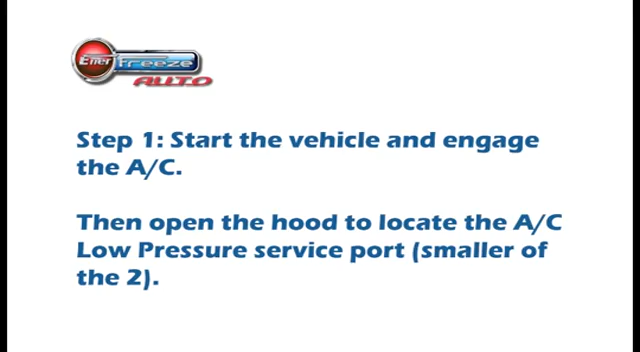 Ener freeze
AUTO
Step 1: Start the vehicle and engage
the A/C.
Then open the hood to locate the A/C
Low Pressure service port (smaller of
the 2).